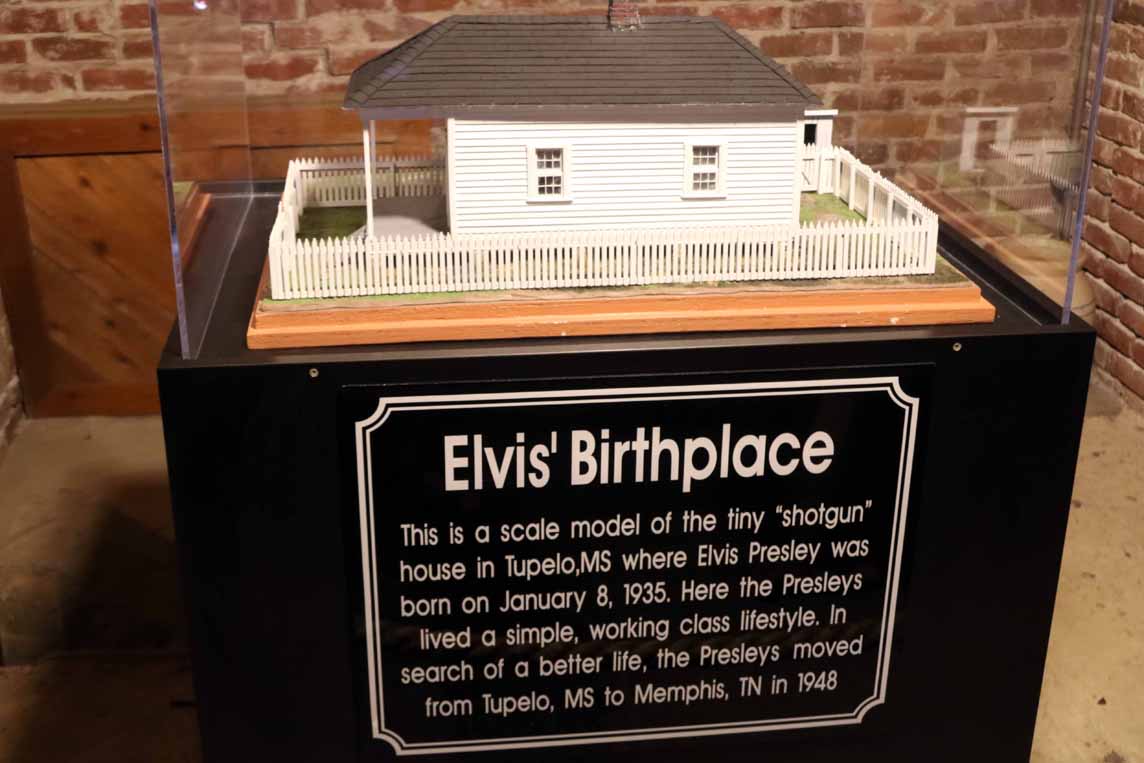 Elvis' Birthplace
This is a scale model of the tiny “shotgun”
house in Tupelo,MS where Elvis Presley was
born on January 8, 1935. Here the Presleys
lived a simple, working class lifestyle. In
search of a better life, the Presleys moved
from Tupelo, MS to Memphis, TN in 1948